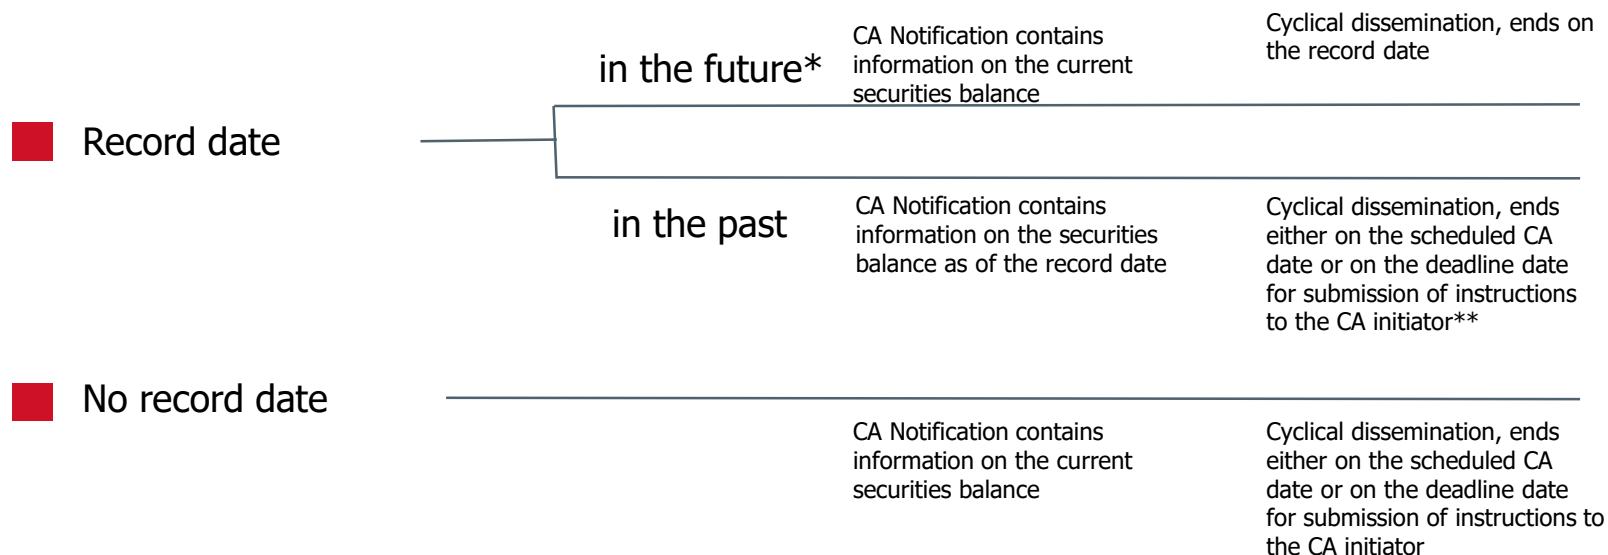 in the future*
CA Notification contains
information on the current
securities balance
Cyclical dissemination, ends on
the record date
Record date
in the past
CA Notification contains
information on the securities
balance as of the record date
Cyclical dissemination, ends
either on the scheduled CA
date or on the deadline date
for submission of instructions
to the CA initiator**
No record date
CA Notification contains
information on the current
securities balance
Cyclical dissemination, ends
either on the scheduled CA
date or on the deadline date
for submission of instructions to
the CA initiator